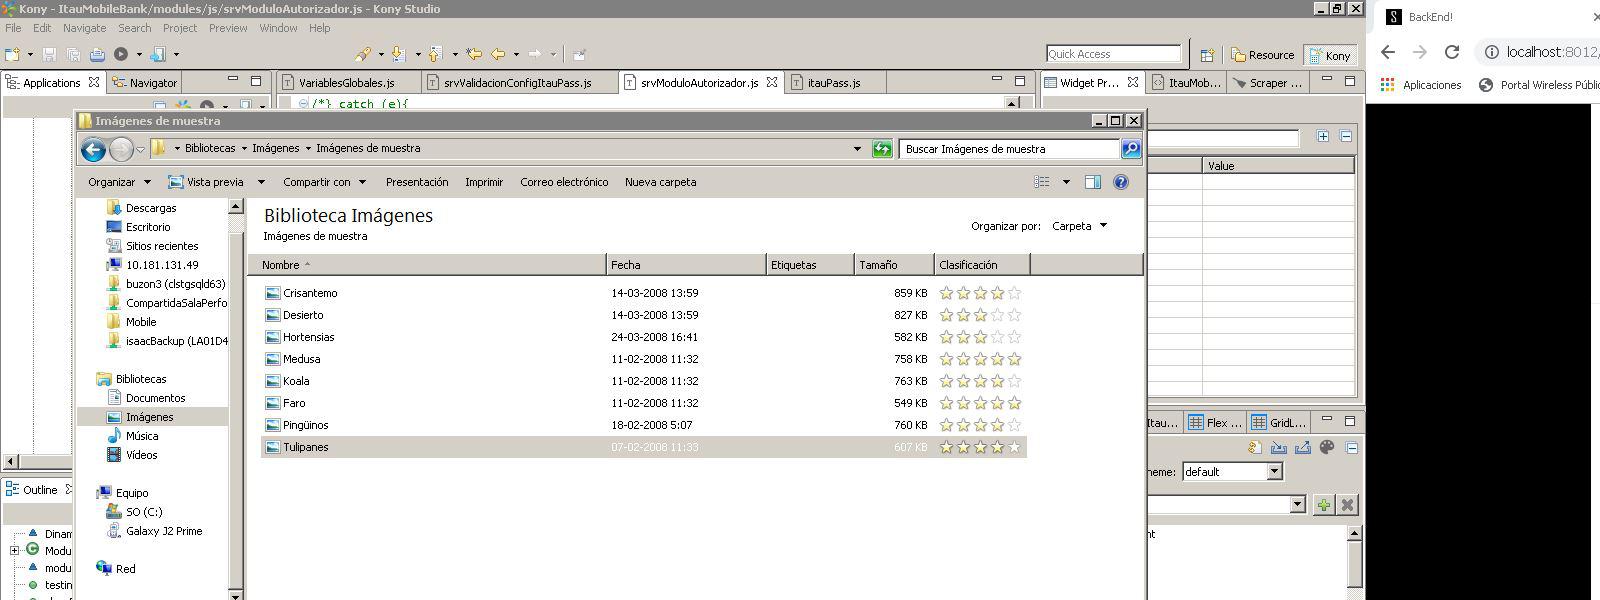 Kony - ItauMobileBank/modules/js/srvModuloAutorizador.js - Kony Studio
File Edit Navigate Search Project Preview Window Help
Quick Access
Resource
Kony
Applications
Navigator
VariablesGlobales.js
srvValidacionConfigItauPass.js
srvModuloAutorizador.js
itauPass.js
Widget Pr...
ItauMob...
Scraper ...
/*} catch (e){
BackEnd!
localhost:8012/
Aplicaciones
Portal Wireless Públic
Imágenes de muestra
Bibliotecas Imágenes Imágenes de muestra
Buscar Imágenes de muestra
Organizar Vista previa Compartir con Presentación Imprimir Correo electrónico Nueva carpeta
Descargas
Escritorio
Sitios recientes
10.181.131.49
buzon3 (clstgsqld63)
CompartidaSalaPerfo
Mobile
isaacBackup (LA01D4
Bibliotecas
Documentos
Imágenes
Música
Vídeos
Equipo
SO (C:)
Galaxy J2 Prime
Red
Biblioteca Imágenes
Imágenes de muestra
Organizar por: Carpeta
Nombre Fecha Etiquetas Tamaño Clasificación
Crisantemo 14-03-2008 13:59 859 KB
Desierto 14-03-2008 13:59 827 KB
Hortensias 24-03-2008 16:41 582 KB
Medusa 11-02-2008 11:32 758 KB
Koala 11-02-2008 11:32 763 KB
Faro 11-02-2008 11:32 549 KB
Pingüinos 18-02-2008 5:07 760 KB
Tulipanes 07-02-2008 11:33 607 KB
Value
Itau...
Flex ...
GridL...
heme: default
nt
Outline
Dinam
Modu
modu
testin